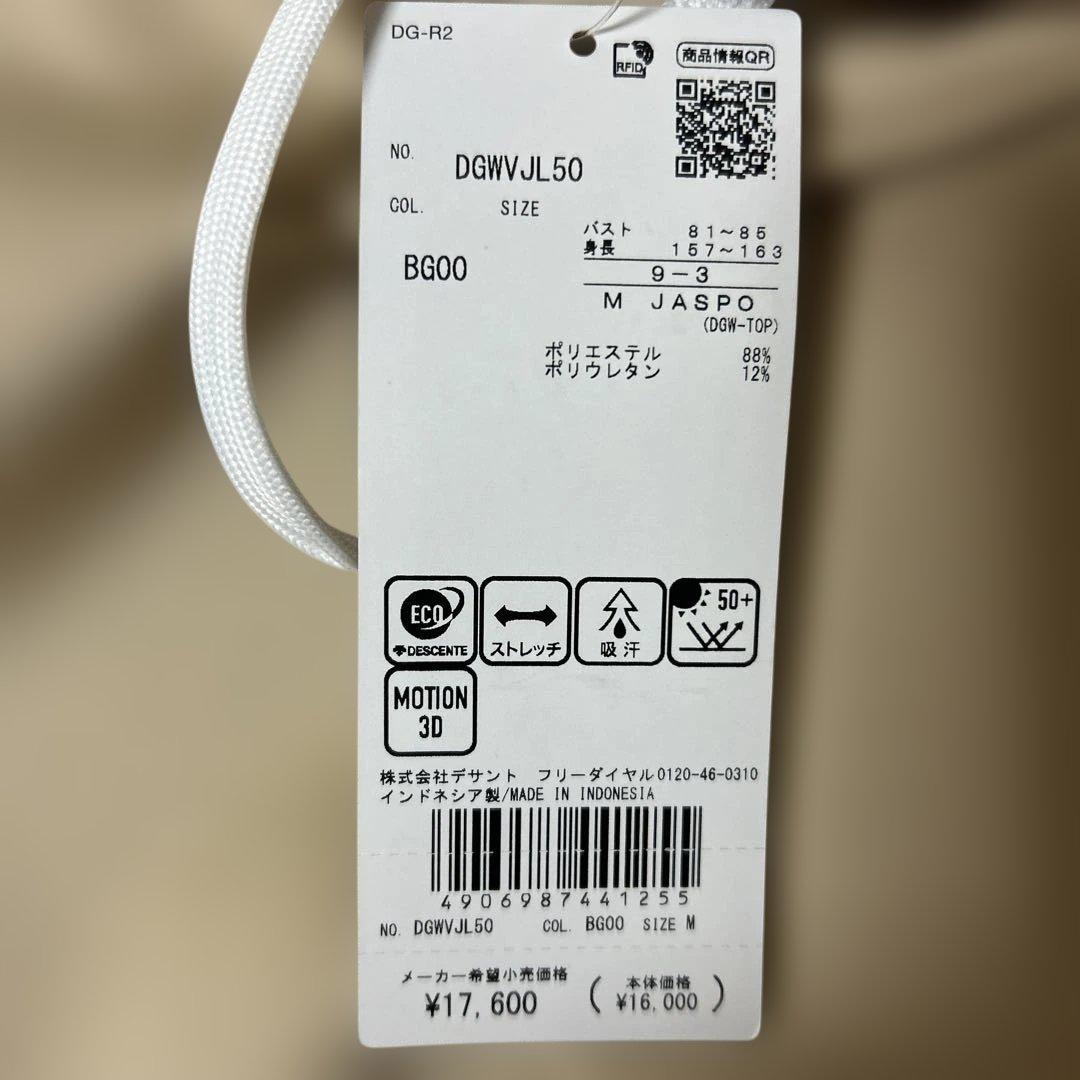 DG-R2
RFID
商品情報QR
NO. DGWVJL50
COL. SIZE
バスト 81~85
身長 157~163
BG00
9-3
M JASPO
(DGW-TOP)
ポリエステル 88%
ポリウレタン 12%
ECO
DESCENTE
ストレッチ
吸汗
50+
MOTION
3D
株式会社デサント フリーダイヤル0120-46-0310
インドネシア製/MADE IN INDONESIA
4906987441255
NO. DGWVJL50 COL. BG00 SIZE M
メーカー希望小売価格
¥17,600
(本体価格
¥16,000)